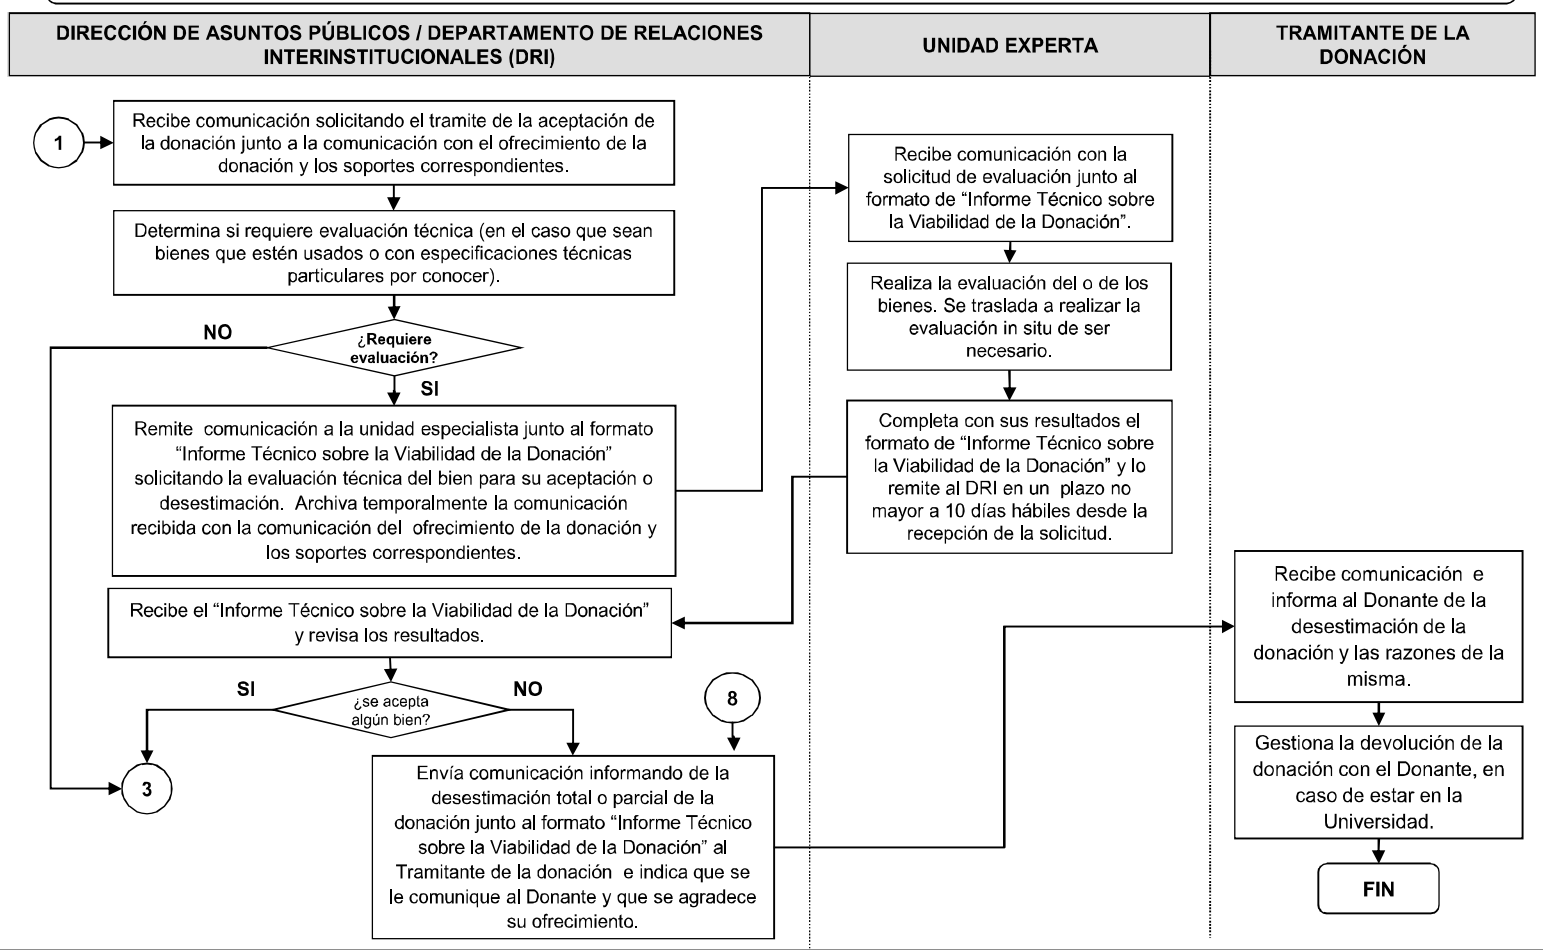 DIRECCIÓN DE ASUNTOS PÚBLICOS / DEPARTAMENTO DE RELACIONES
INTERINSTITUCIONALES (DRI)
UNIDAD EXPERTA
TRAMITANTE DE LA
DONACIÓN
1
Recibe comunicación solicitando el tramite de la aceptación de
la donación junto a la comunicación con el ofrecimiento de la
donación y los soportes correspondientes.
Determina si requiere evaluación técnica (en el caso que sean
bienes que estén usados o con especificaciones técnicas
particulares por conocer).
NO
¿Requiere
evaluación?
SI
Remite comunicación a la unidad especialista junto al formato
“Informe Técnico sobre la Viabilidad de la Donación”
solicitando la evaluación técnica del bien para su aceptación o
desestimación. Archiva temporalmente la comunicación
recibida con la comunicación del ofrecimiento de la donación y
los soportes correspondientes.
Recibe comunicación con la
solicitud de evaluación junto al
formato de “Informe Técnico sobre
la Viabilidad de la Donación”.
Realiza la evaluación del o de los
bienes. Se traslada a realizar la
evaluación in situ de ser
necesario.
Completa con sus resultados el
formato de “Informe Técnico sobre
la Viabilidad de la Donación” y lo
remite al DRI en un plazo no
mayor a 10 días hábiles desde la
recepción de la solicitud.
Recibe el “Informe Técnico sobre la Viabilidad de la Donación”
y revisa los resultados.
SI
¿se acepta
algún bien?
NO
8
3
Envía comunicación informando de la
desestimación total o parcial de la
donación junto al formato “Informe Técnico
sobre la Viabilidad de la Donación” al
Tramitante de la donación e indica que se
le comunique al Donante y que se agradece
su ofrecimiento.
Recibe comunicación e
informa al Donante de la
desestimación de la
donación y las razones de la
misma.
Gestiona la devolución de la
donación con el Donante, en
caso de estar en la
Universidad.
FIN